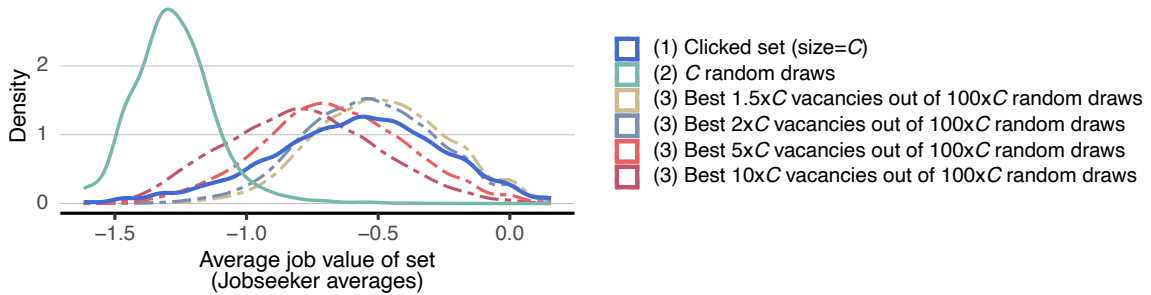 2
1
0
Density
−1.5
−1.0
−0.5
0.0
Average job value of set
(Jobseeker averages)
(1) Clicked set (size=C)
(2) C random draws
(3) Best 1.5xC vacancies out of 100xC random draws
(3) Best 2xC vacancies out of 100xC random draws
(3) Best 5xC vacancies out of 100xC random draws
(3) Best 10xC vacancies out of 100xC random draws